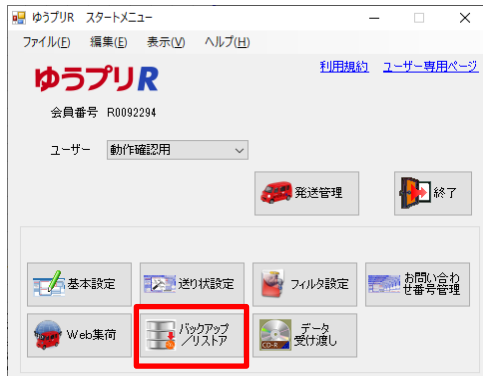 ゆうプリR スタートメニュー
ファイル(F) 編集(E) 表示(V) ヘルプ(H)
利用規約 ユーザー専用ページ
ゆうプリR
会員番号 R0092294
ユーザー 動作確認用
発送管理
終了
基本設定
送り状設定
フィルタ設定
お問い合わ
せ番号管理
Web集荷
バックアップ
/リストア
データ
受け渡し
CD-R